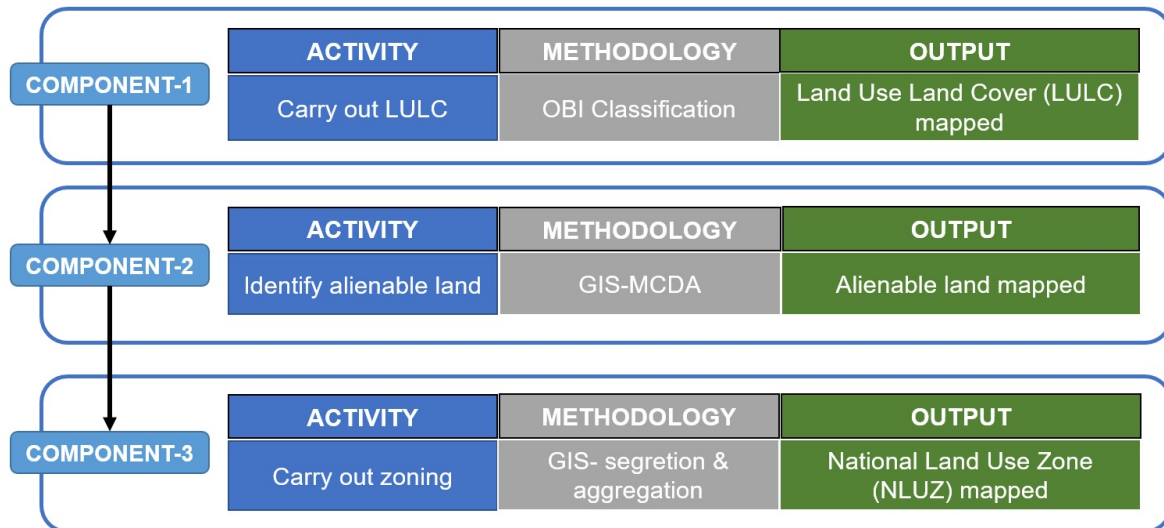 ACTIVITY
METHODOLOGY
OUTPUT
COMPONENT-1
Carry out LULC
OBI Classification
Land Use Land Cover (LULC)
mapped
ACTIVITY
METHODOLOGY
OUTPUT
COMPONENT-2
Identify alienable land
GIS-MCDA
Alienable land mapped
ACTIVITY
METHODOLOGY
OUTPUT
COMPONENT-3
Carry out zoning
GIS- segretion &
aggregation
National Land Use Zone
(NLUZ) mapped